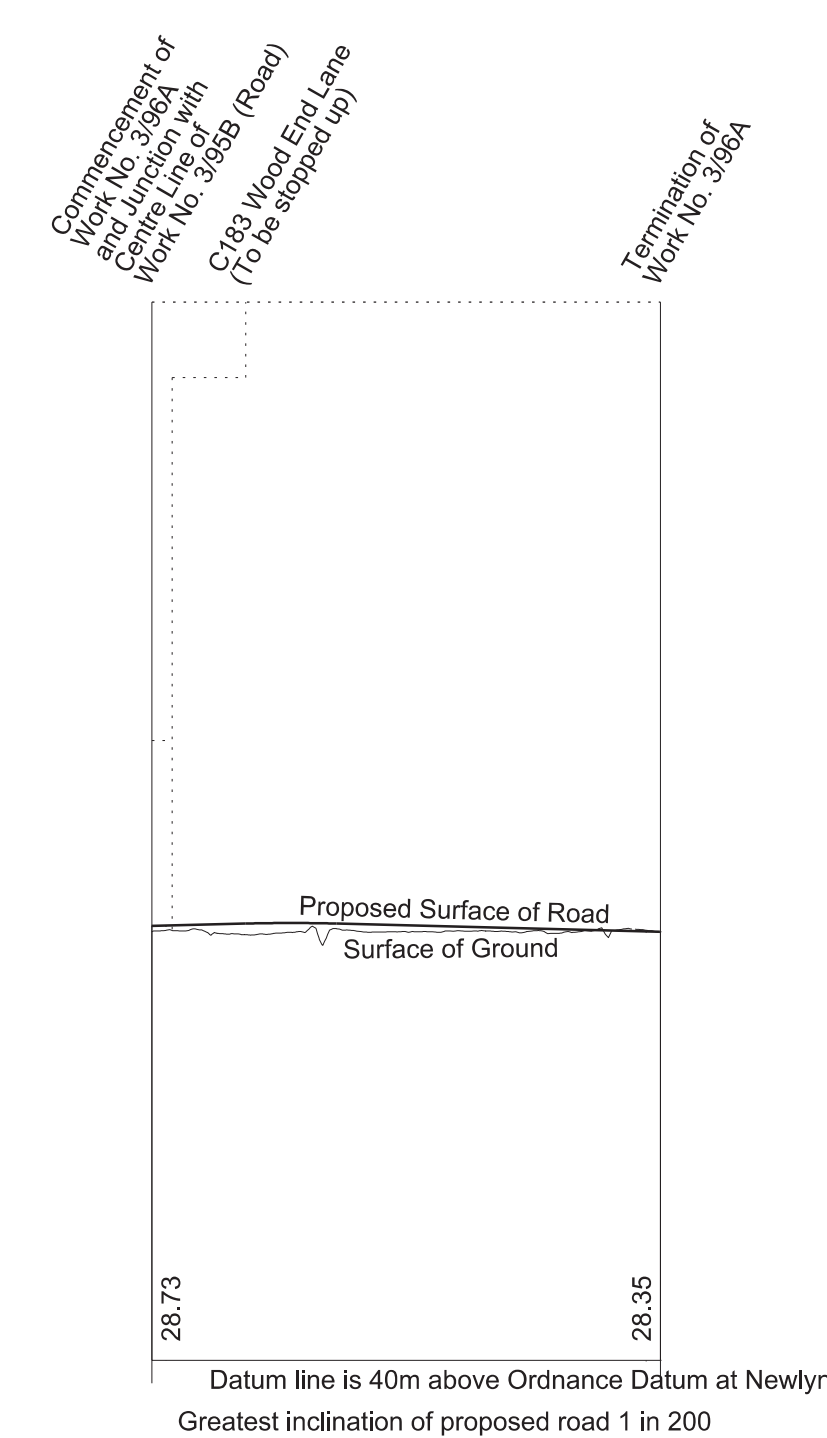 Commencement of
Work No. 3/96A
and Junction with
Centre Line of
Work No. 3/95B (Road)
C183 Wood End Lane
(To be stopped up)
Termination of
Work No. 3/96A
Proposed Surface of Road
Surface of Ground
28.73
28.35
Datum line is 40m above Ordnance Datum at Newlyn
Greatest inclination of proposed road 1 in 200